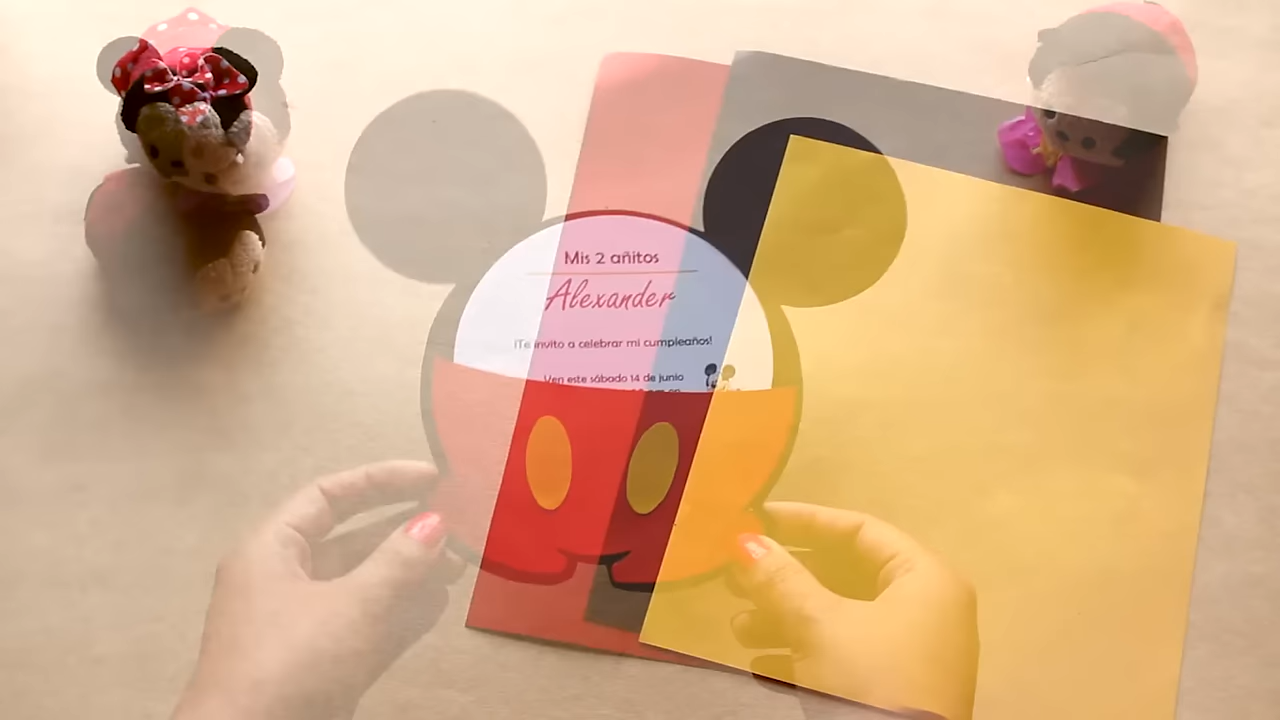 Mis 2 añitos
Alexander
¡Te invito a celebrar mi cumpleaños!
Ven este sábado 14 de junio